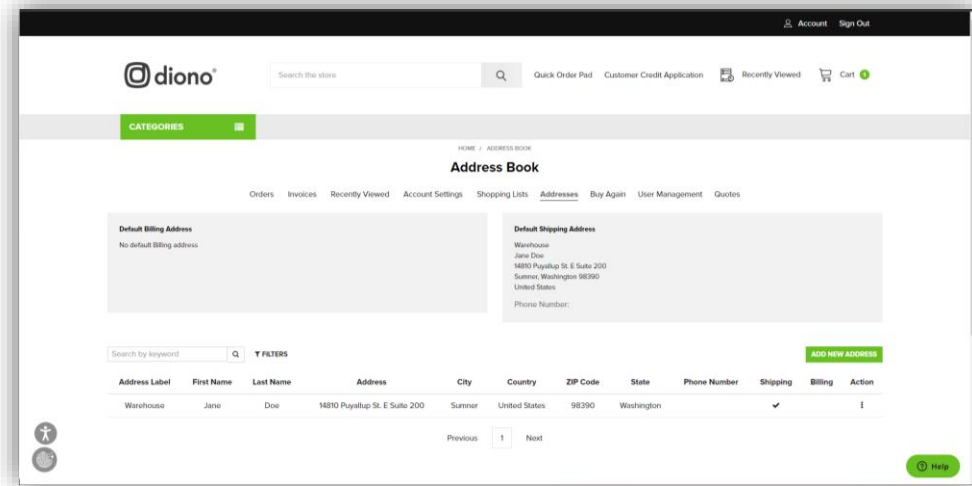 Account Sign Out
diono®
Search the store
Quick Order Pad Customer Credit Application Recently Viewed Cart 1
CATEGORIES
HOME / ADDRESS BOOK
Address Book
Orders Invoices Recently Viewed Account Settings Shopping Lists Addresses Buy Again User Management Quotes
Default Billing Address
No default Billing address
Default Shipping Address
Warehouse
Jane Doe
14810 Puyallup St. E Suite 200
Sumner, Washington 98390
United States
Phone Number:
Search by keyword
FILTERS
ADD NEW ADDRESS
Address Label First Name Last Name Address City Country ZIP Code State Phone Number Shipping Billing Action
Warehouse Jane Doe 14810 Puyallup St. E Suite 200 Sumner United States 98390 Washington
Previous 1 Next
Help